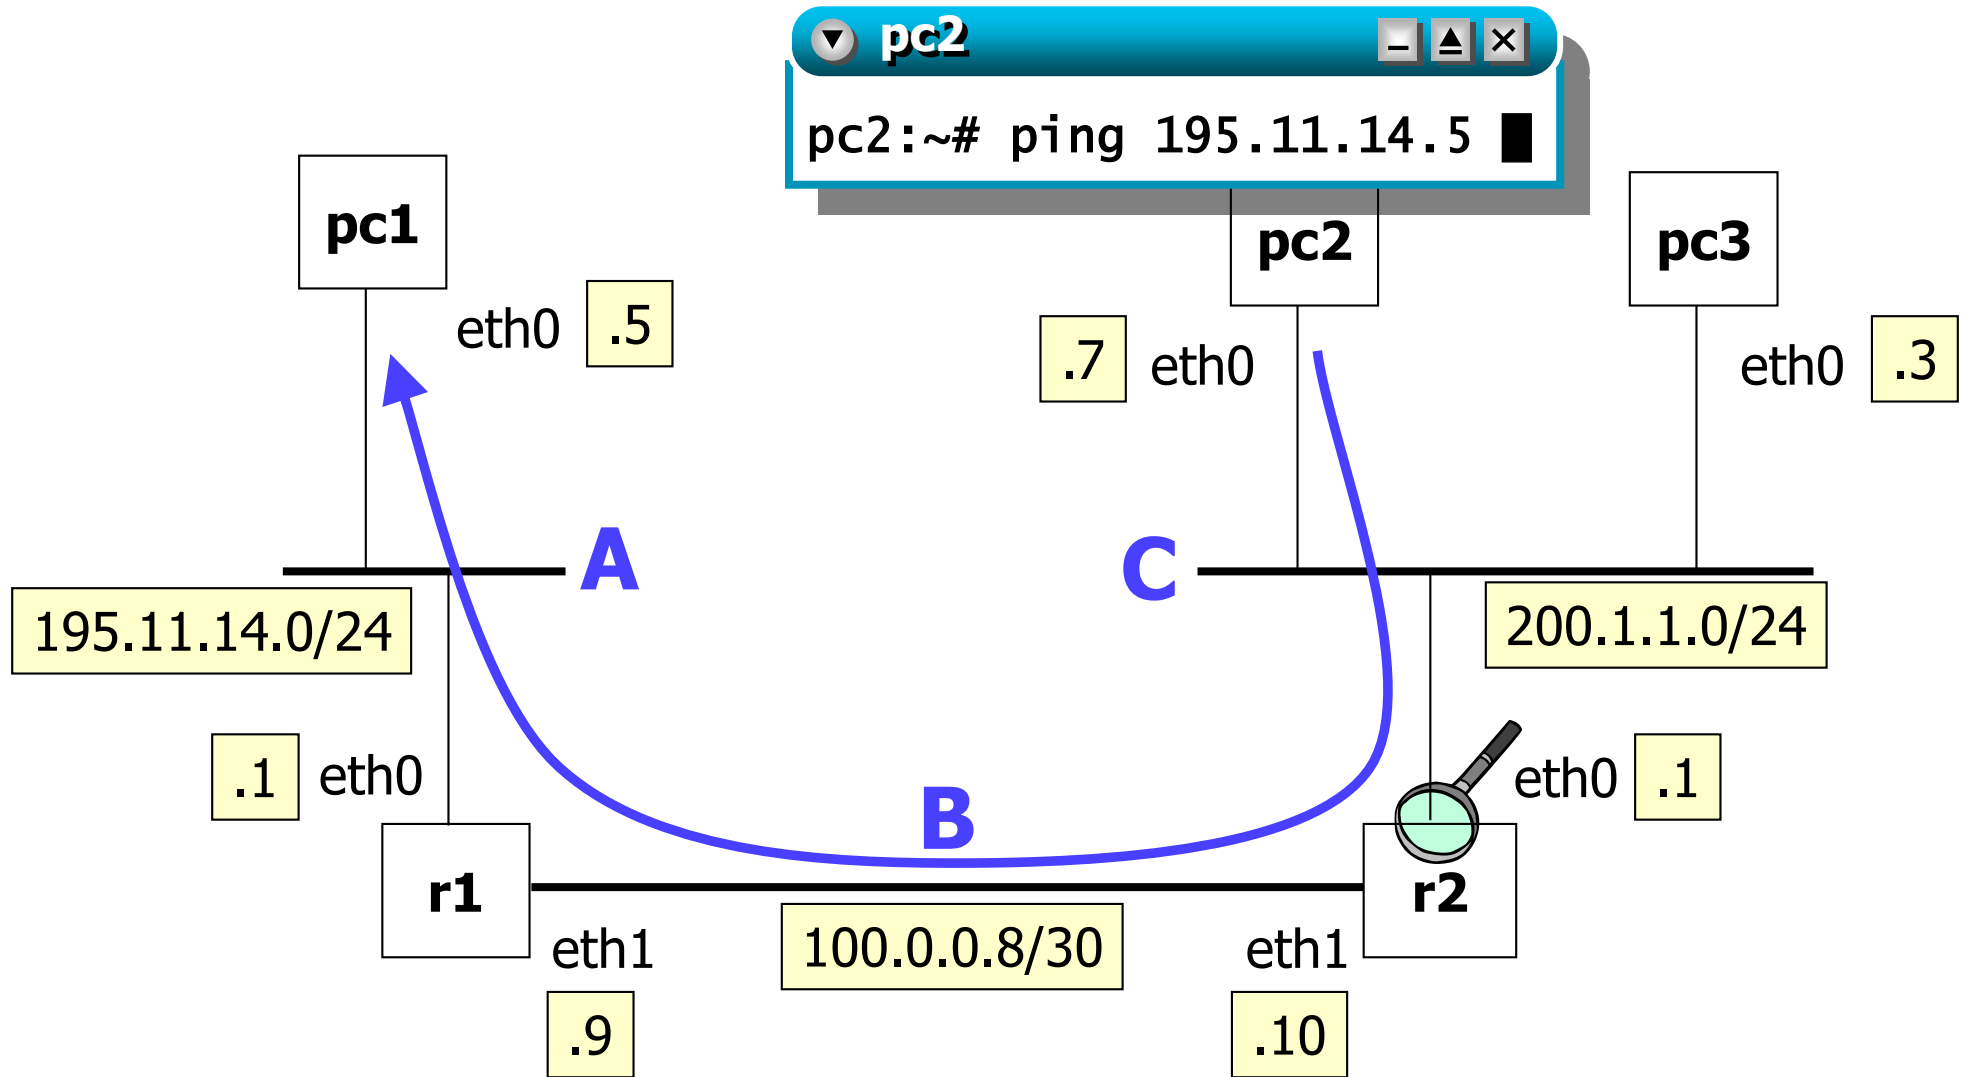 pc2
pc2:~# ping 195.11.14.5
pc1
pc2
pc3
eth0 .5
.7 eth0
eth0 .3
A
C
195.11.14.0/24
200.1.1.0/24
.1 eth0
eth0 .1
B
r1
r2
eth1
100.0.0.8/30
eth1
.9
.10